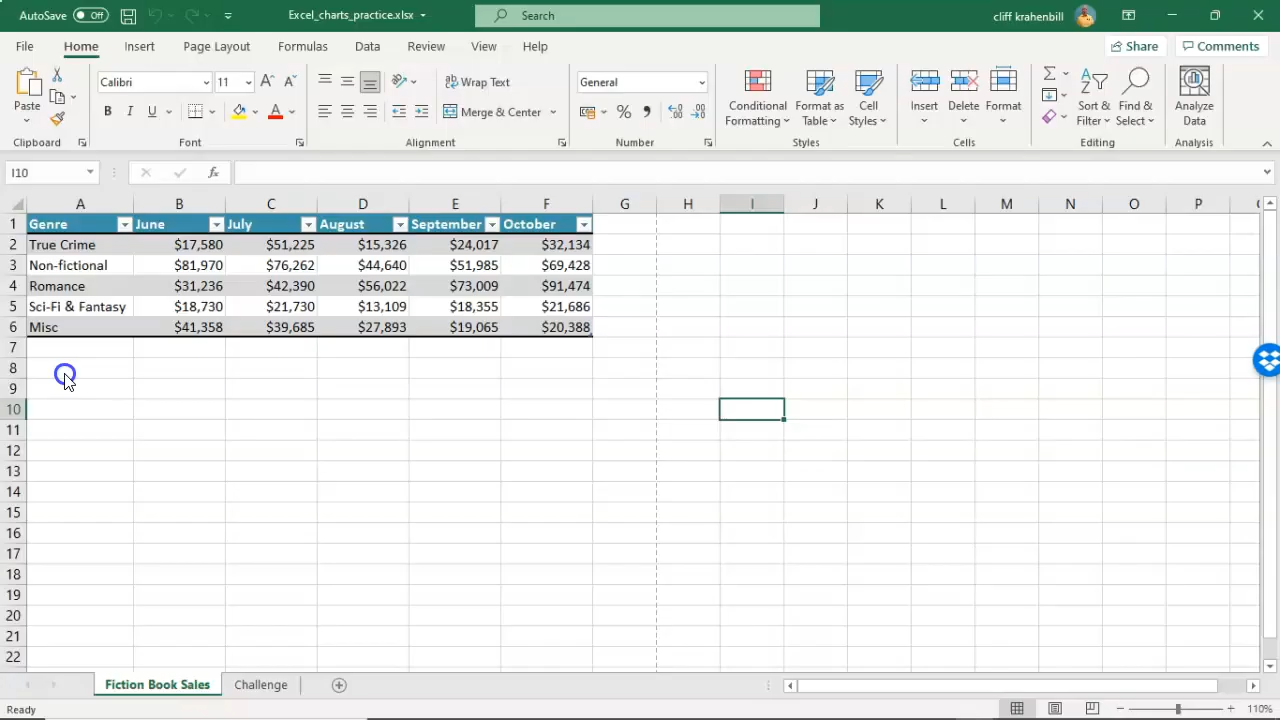 AutoSave Off Excel_charts_practice.xlsx Search cliff krahenbill
File Home Insert Page Layout Formulas Data Review View Help Share Comments
Paste Calibri 11 Wrap Text General Conditional Formatting Format as Table Cell Styles Insert Delete Format Sort & Filter Find & Select Analyze Data
B I U Merge & Center
Clipboard Font Alignment Number Styles Cells Editing Analysis
I10 fx
A B C D E F G H I J K L M N O P
1 Genre June July August September October
2 True Crime $17,580 $51,225 $15,326 $24,017 $32,134
3 Non-fictional $81,970 $76,262 $44,640 $51,985 $69,428
4 Romance $31,236 $42,390 $56,022 $73,009 $91,474
5 Sci-Fi & Fantasy $18,730 $21,730 $13,109 $18,355 $21,686
6 Misc $41,358 $39,685 $27,893 $19,065 $20,388
7
8
9
10
11
12
13
14
15
16
17
18
19
20
21
22
Fiction Book Sales Challenge
Ready 110%